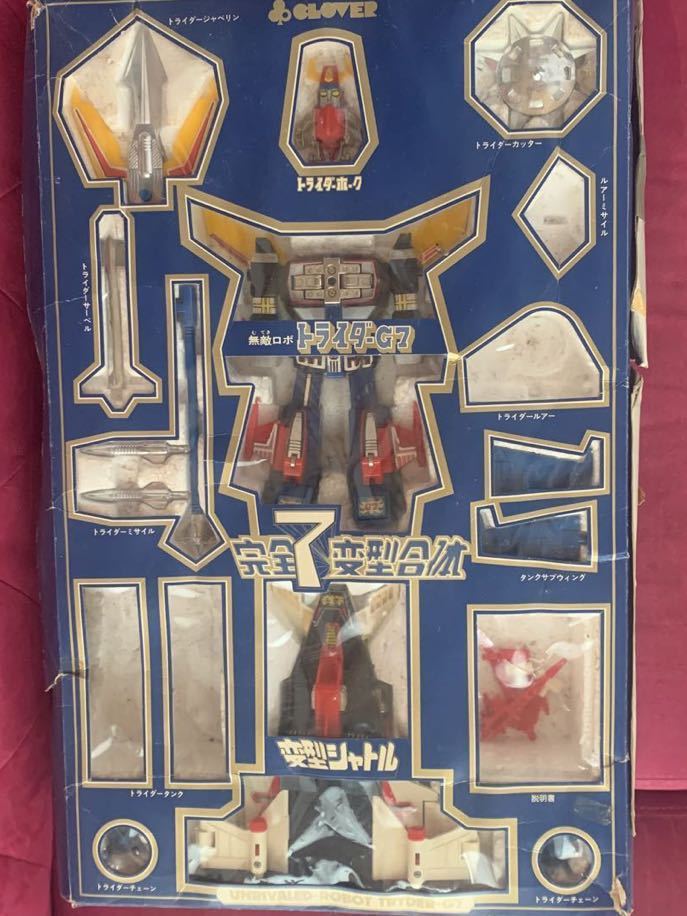 CLOVER
トライダージャベリン
トライダーホーク
トライダーカッター
ルアーミサイル
トライダーサーベル
むてき
無敵ロボ トライダーG7
トライダールアー
トライダーミサイル
タンクサブウィング
完全7変型合体
変型シャトル
トライダータンク
説明書
トライダーチェーン
トライダーチェーン
UNRIVALED ROBOT TRYDER-G7